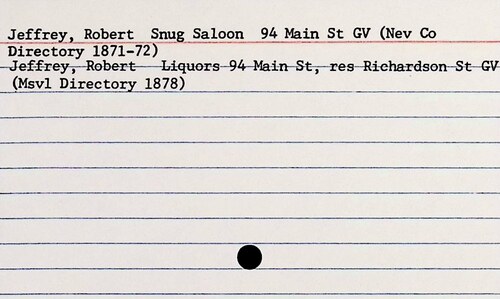 Jeffrey, Robert  Snug Saloon  94 Main St GV (Nev Co
Directory 1871-72)
Jeffrey, Robert   Liquors 94 Main St, res Richardson St GV
(Msvl Directory 1878)